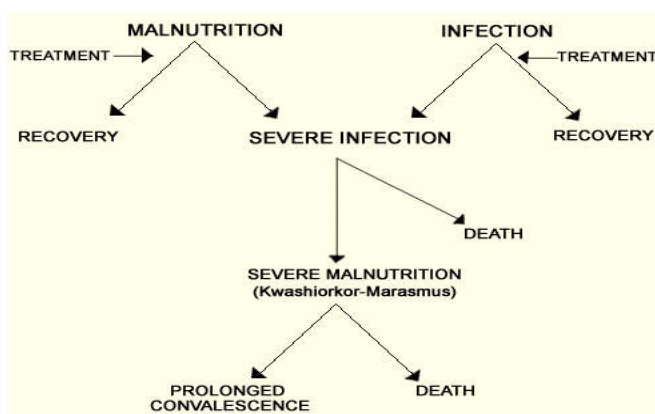 MALNUTRITION
INFECTION
TREATMENT
TREATMENT
RECOVERY
SEVERE INFECTION
RECOVERY
DEATH
SEVERE MALNUTRITION
(Kwashiorkor-Marasmus)
PROLONGED
CONVALESCENCE
DEATH